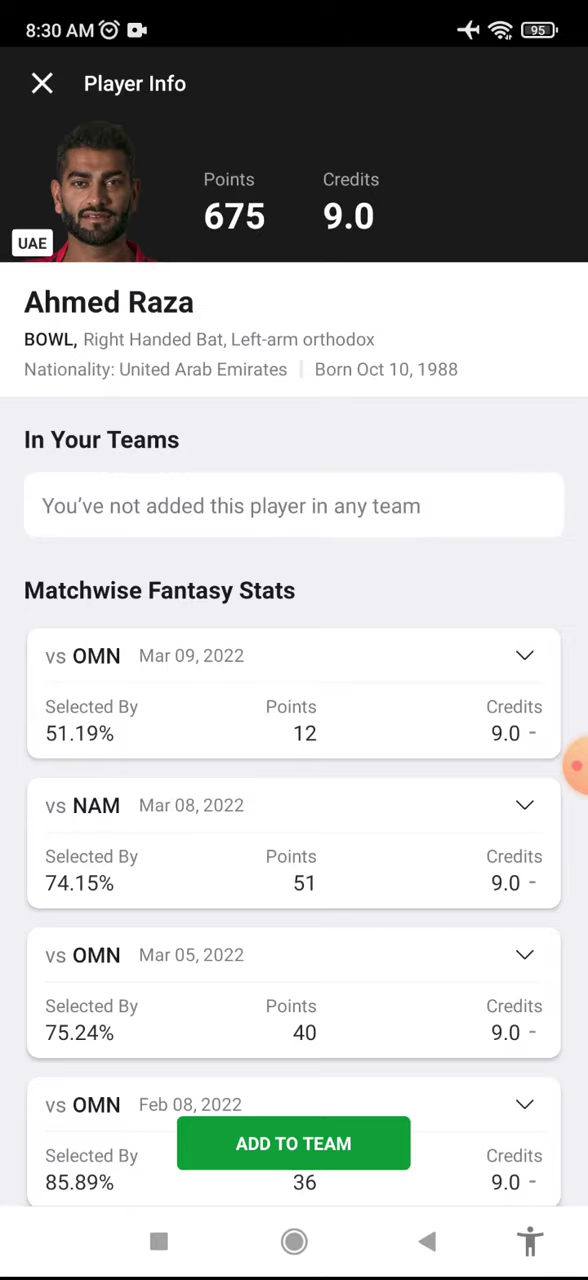 8:30 AM 95
Player Info
Points Credits
675 9.0
UAE
Ahmed Raza
BOWL, Right Handed Bat, Left-arm orthodox
Nationality: United Arab Emirates | Born Oct 10, 1988
In Your Teams
You've not added this player in any team
Matchwise Fantasy Stats
vs OMN Mar 09, 2022
Selected By Points Credits
51.19% 12 9.0 -
vs NAM Mar 08, 2022
Selected By Points Credits
74.15% 51 9.0 -
vs OMN Mar 05, 2022
Selected By Points Credits
75.24% 40 9.0 -
vs OMN Feb 08, 2022
ADD TO TEAM
Selected By Credits
85.89% 36 9.0 -